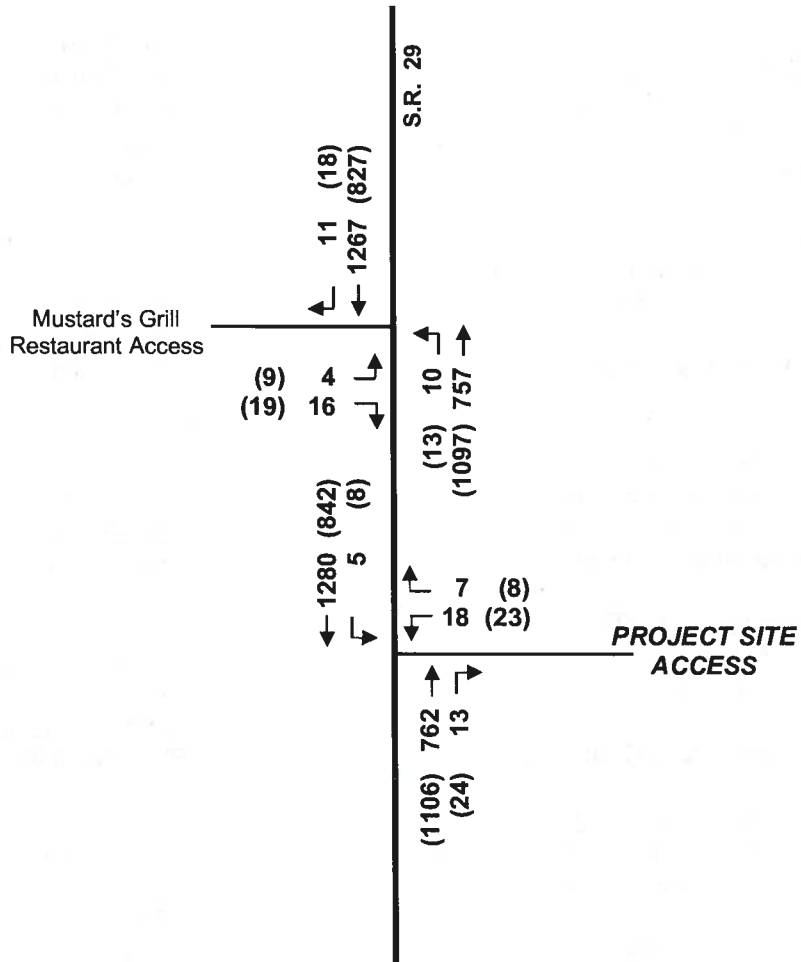 S.R. 29
11 (18)
1267 (827)
Mustard's Grill
Restaurant Access
(9) 4
(19) 16
(13) 10
(1097) 757
1280 (842)
5 (8)
7 (8)
18 (23)
PROJECT SITE
ACCESS
(1106) 762
(24) 13